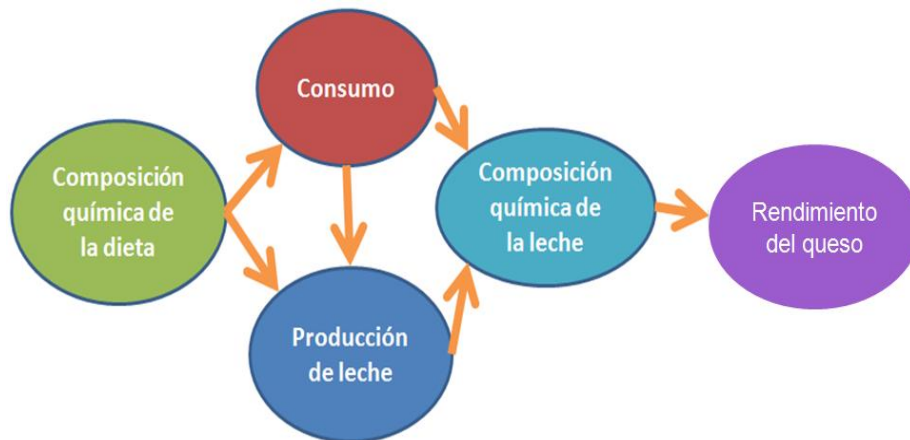 Consumo
Composición
química de
la dieta
Composición
química de
la leche
Rendimiento
del queso
Producción
de leche